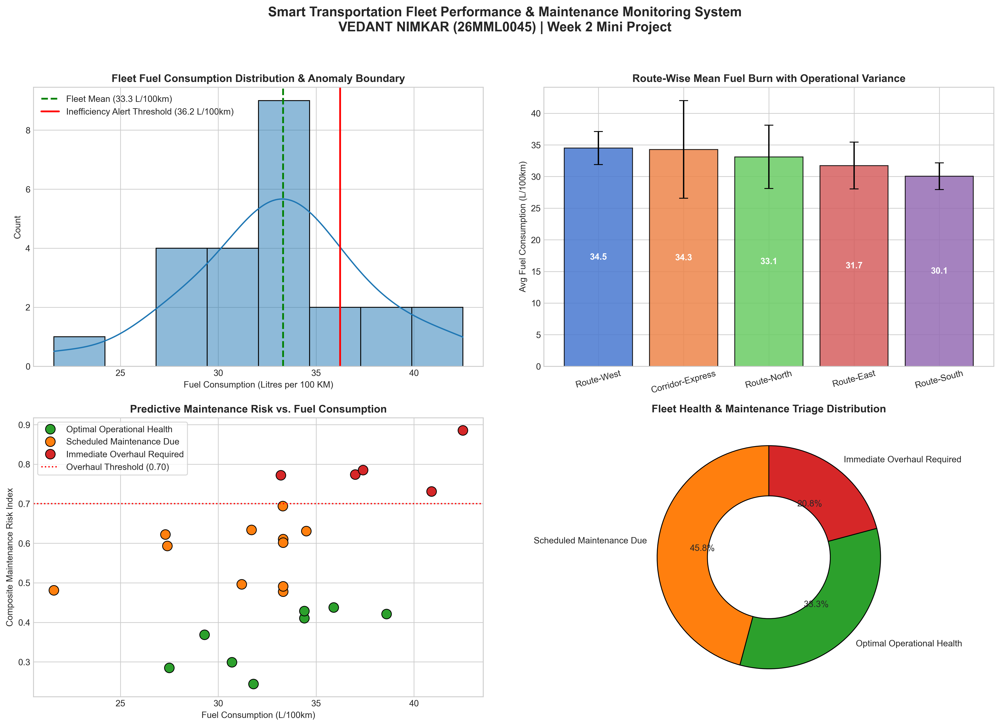 Smart Transportation Fleet Performance & Maintenance Monitoring System
VEDANT NIMKAR (26MML0045) | Week 2 Mini Project
Fleet Fuel Consumption Distribution & Anomaly Boundary
Fleet Mean (33.3 L/100km)
Inefficiency Alert Threshold (36.2 L/100km)
Count
8
6
4
2
0
25 30 35 40
Fuel Consumption (Litres per 100 KM)
Route-Wise Mean Fuel Burn with Operational Variance
Avg Fuel Consumption (L/100km)
40
35
30
25
20
15
10
5
0
34.5 34.3 33.1 31.7 30.1
Route-West Corridor-Express Route-North Route-East Route-South
Predictive Maintenance Risk vs. Fuel Consumption
Optimal Operational Health
Scheduled Maintenance Due
Immediate Overhaul Required
Overhaul Threshold (0.70)
Composite Maintenance Risk Index
0.9
0.8
0.7
0.6
0.5
0.4
0.3
25 30 35 40
Fuel Consumption (L/100km)
Fleet Health & Maintenance Triage Distribution
Immediate Overhaul Required
20.8%
Scheduled Maintenance Due
45.8%
33.3%
Optimal Operational Health